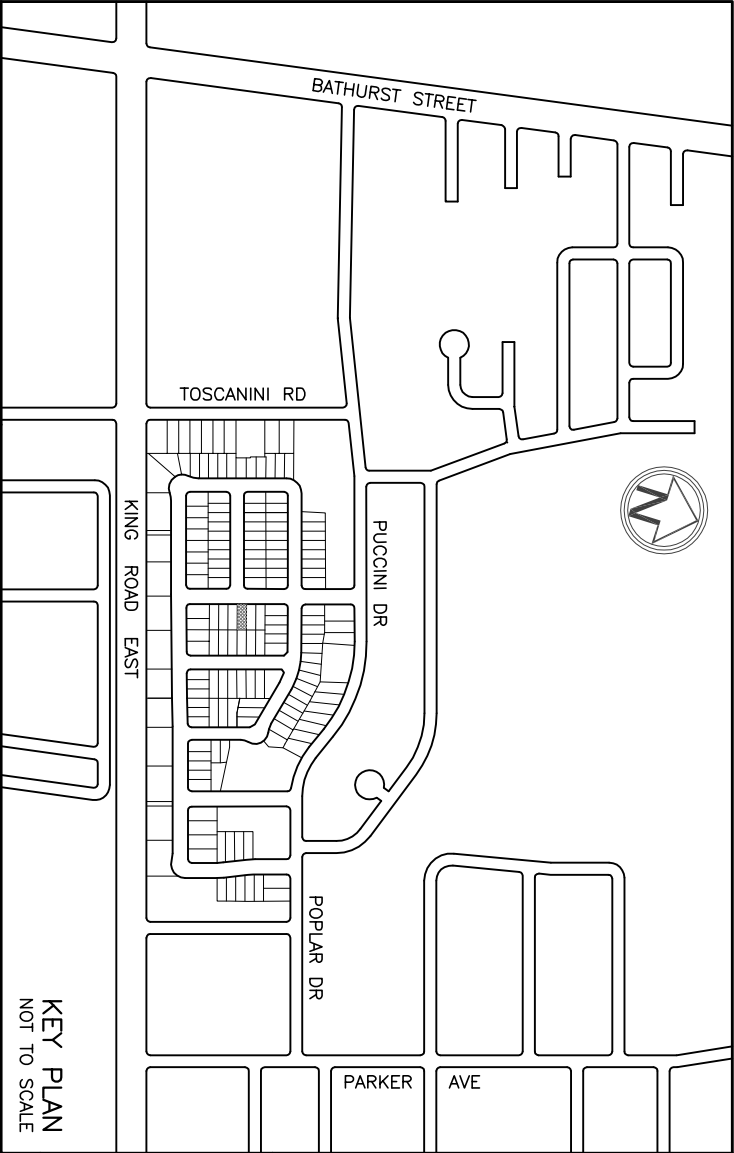 BATHURST STREET
TOSCANINI RD
PUCCINI DR
KING ROAD EAST
POPLAR DR
PARKER AVE
KEY PLAN
NOT TO SCALE
N